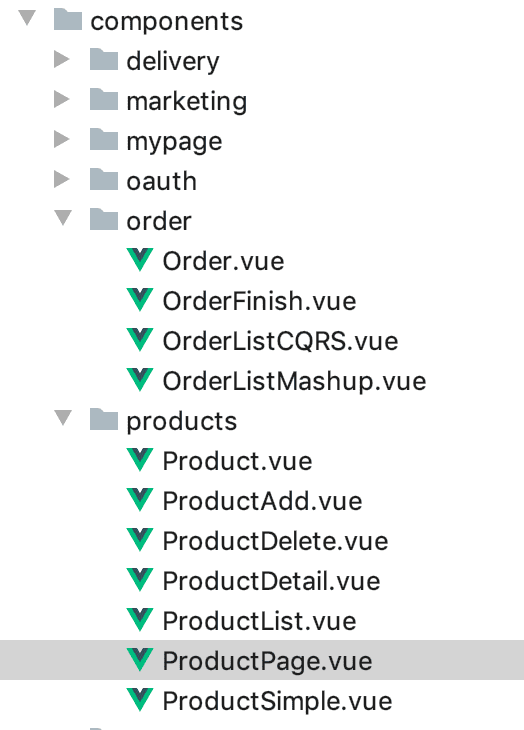 components
delivery
marketing
mypage
oauth
order
Order.vue
OrderFinish.vue
OrderListCQRS.vue
OrderListMashup.vue
products
Product.vue
ProductAdd.vue
ProductDelete.vue
ProductDetail.vue
ProductList.vue
ProductPage.vue
ProductSimple.vue